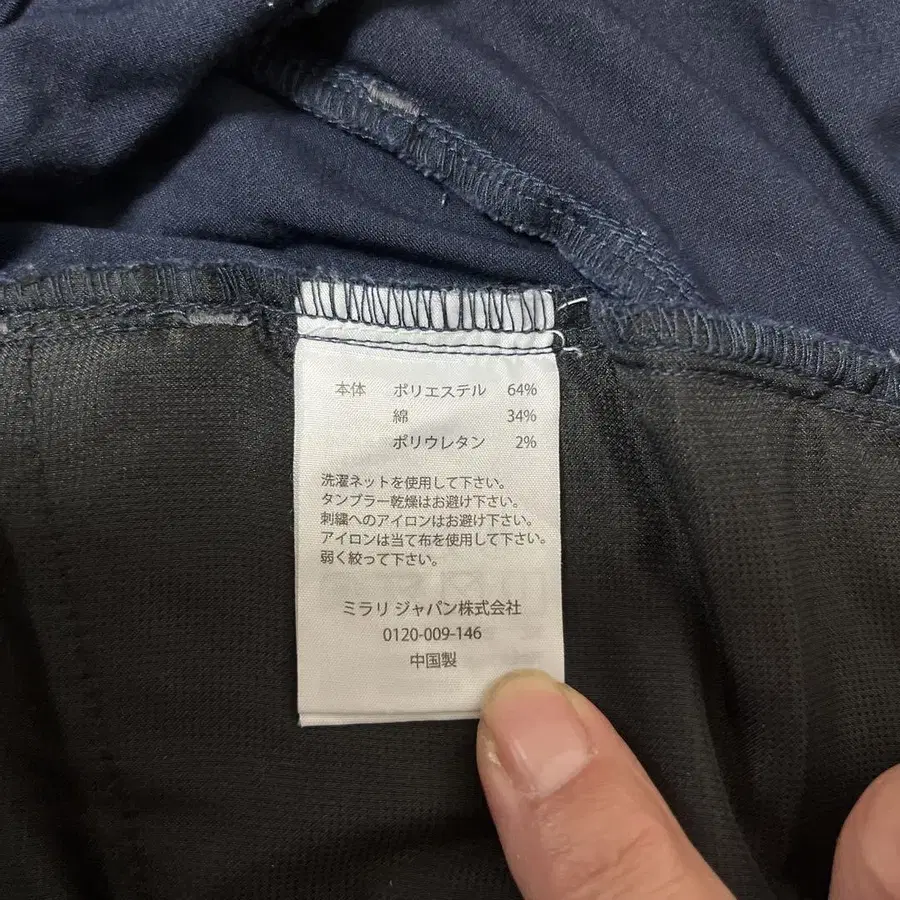 本体 ポリエステル 64%
綿 34%
ポリウレタン 2%
洗濯ネットを使用して下さい。
タンブラー乾燥はお避け下さい。
刺繍へのアイロンはお避け下さい。
アイロンは当て布を使用して下さい。
弱く絞って下さい。
ミラリ ジャパン株式会社
0120-009-146
中国製